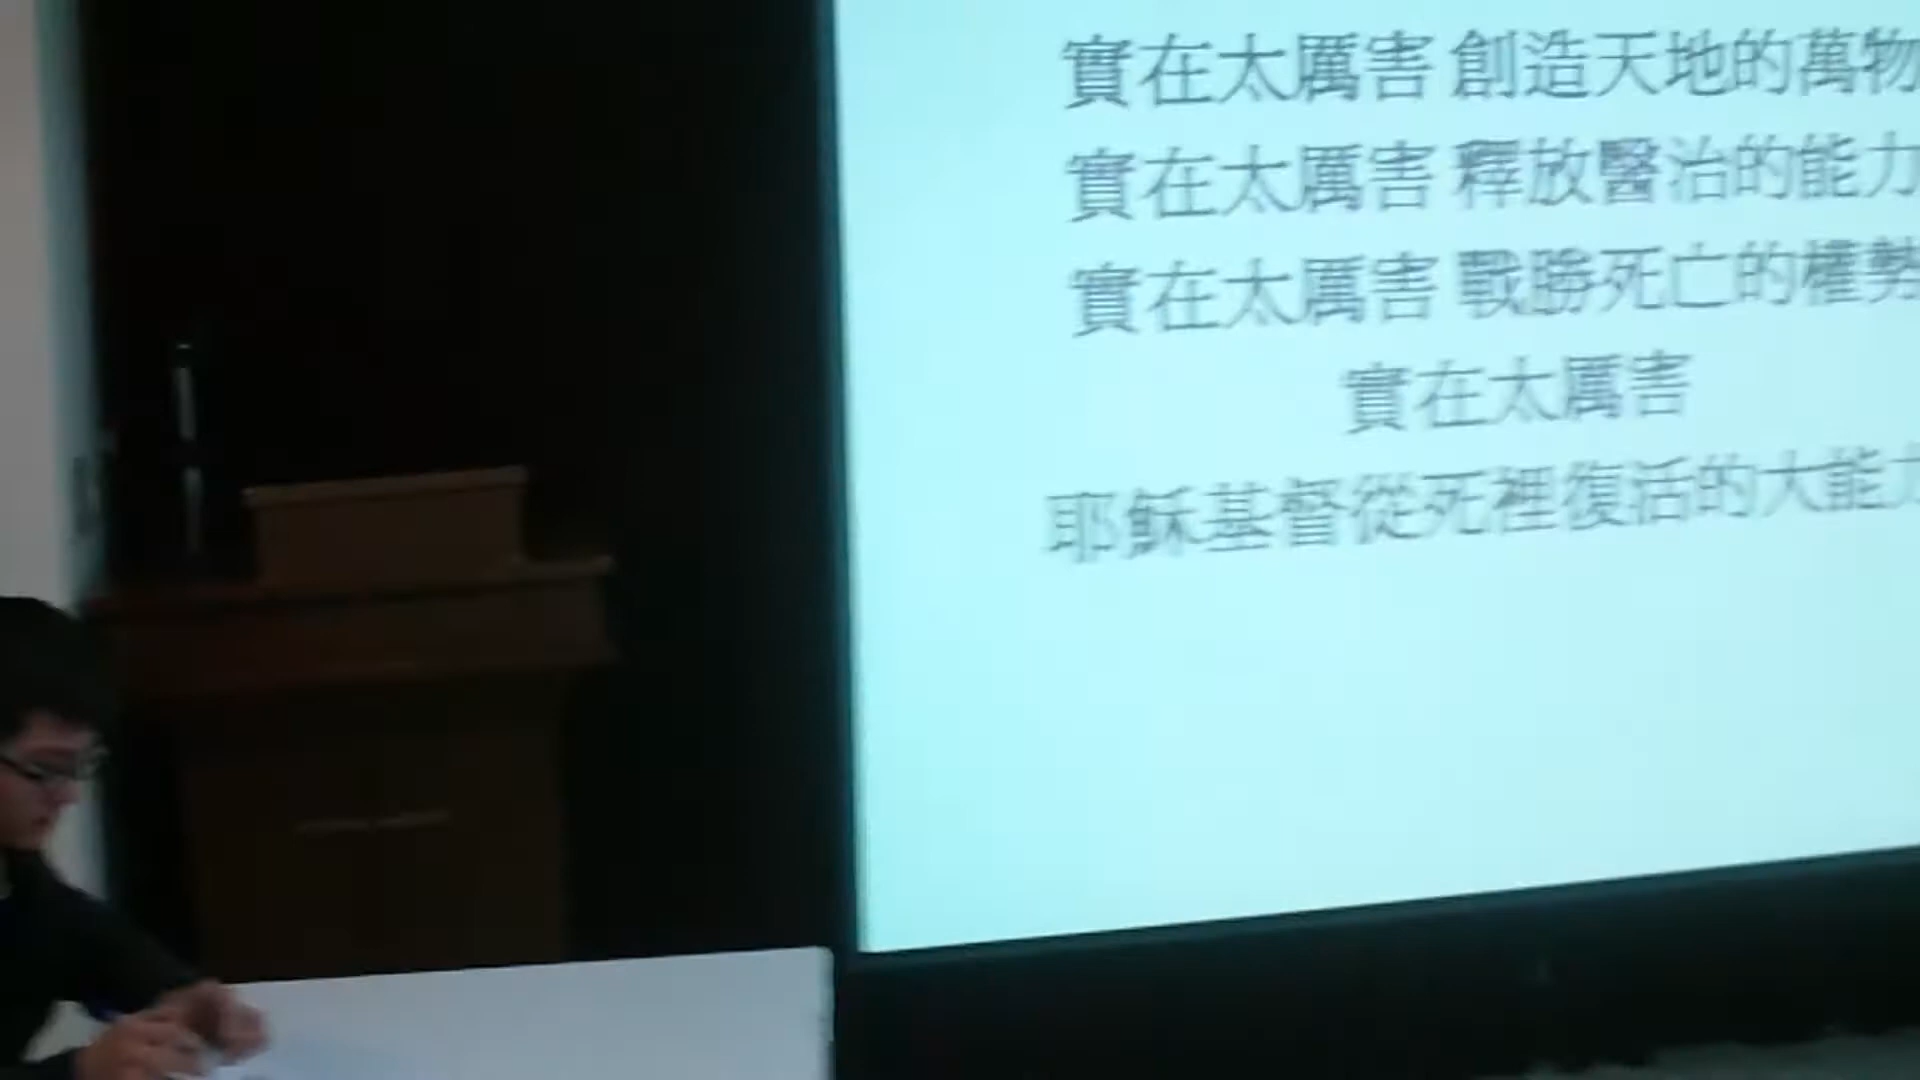 實在太厲害 創造天地的萬物
實在太厲害 釋放醫治的能力
實在太厲害 戰勝死亡的權勢
實在太厲害
耶穌基督從死裡復活的大能力